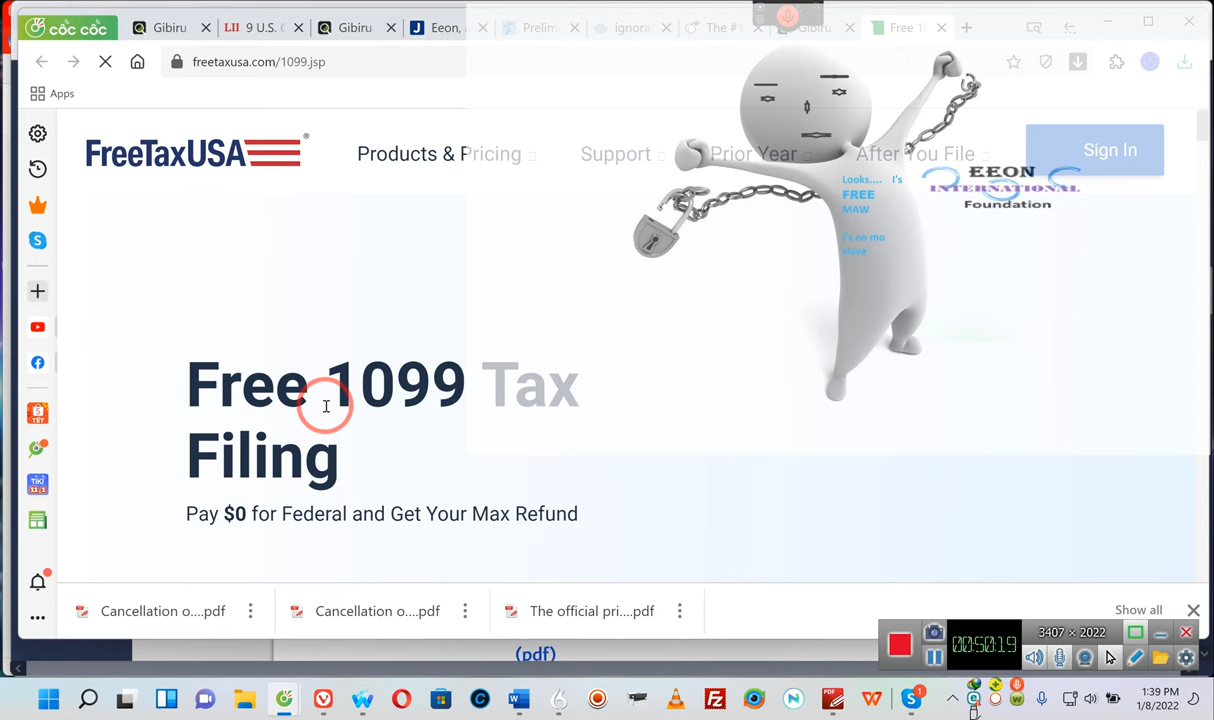 cốc cốc
Gibiru
LII
9 U.S. C
Gibiru
J
Eeon,
Prelim
ignora
The #1
Gibiru
Free 1
freetaxusa.com/1099.jsp
Apps
FreeTaxUSA®
Products & Pricing
Support
Prior Year
After You File
Sign In
Looks.... I's
FREE
MAW
I's no mo
slave
EEON
INTERNATIONAL
Foundation
Free 1099 Tax
Filing
Pay $0 for Federal and Get Your Max Refund
Cancellation o....pdf
Cancellation o....pdf
The official pri....pdf
Show all
(pdf)
3407 × 2022
00:50:19
1:39 PM
1/8/2022